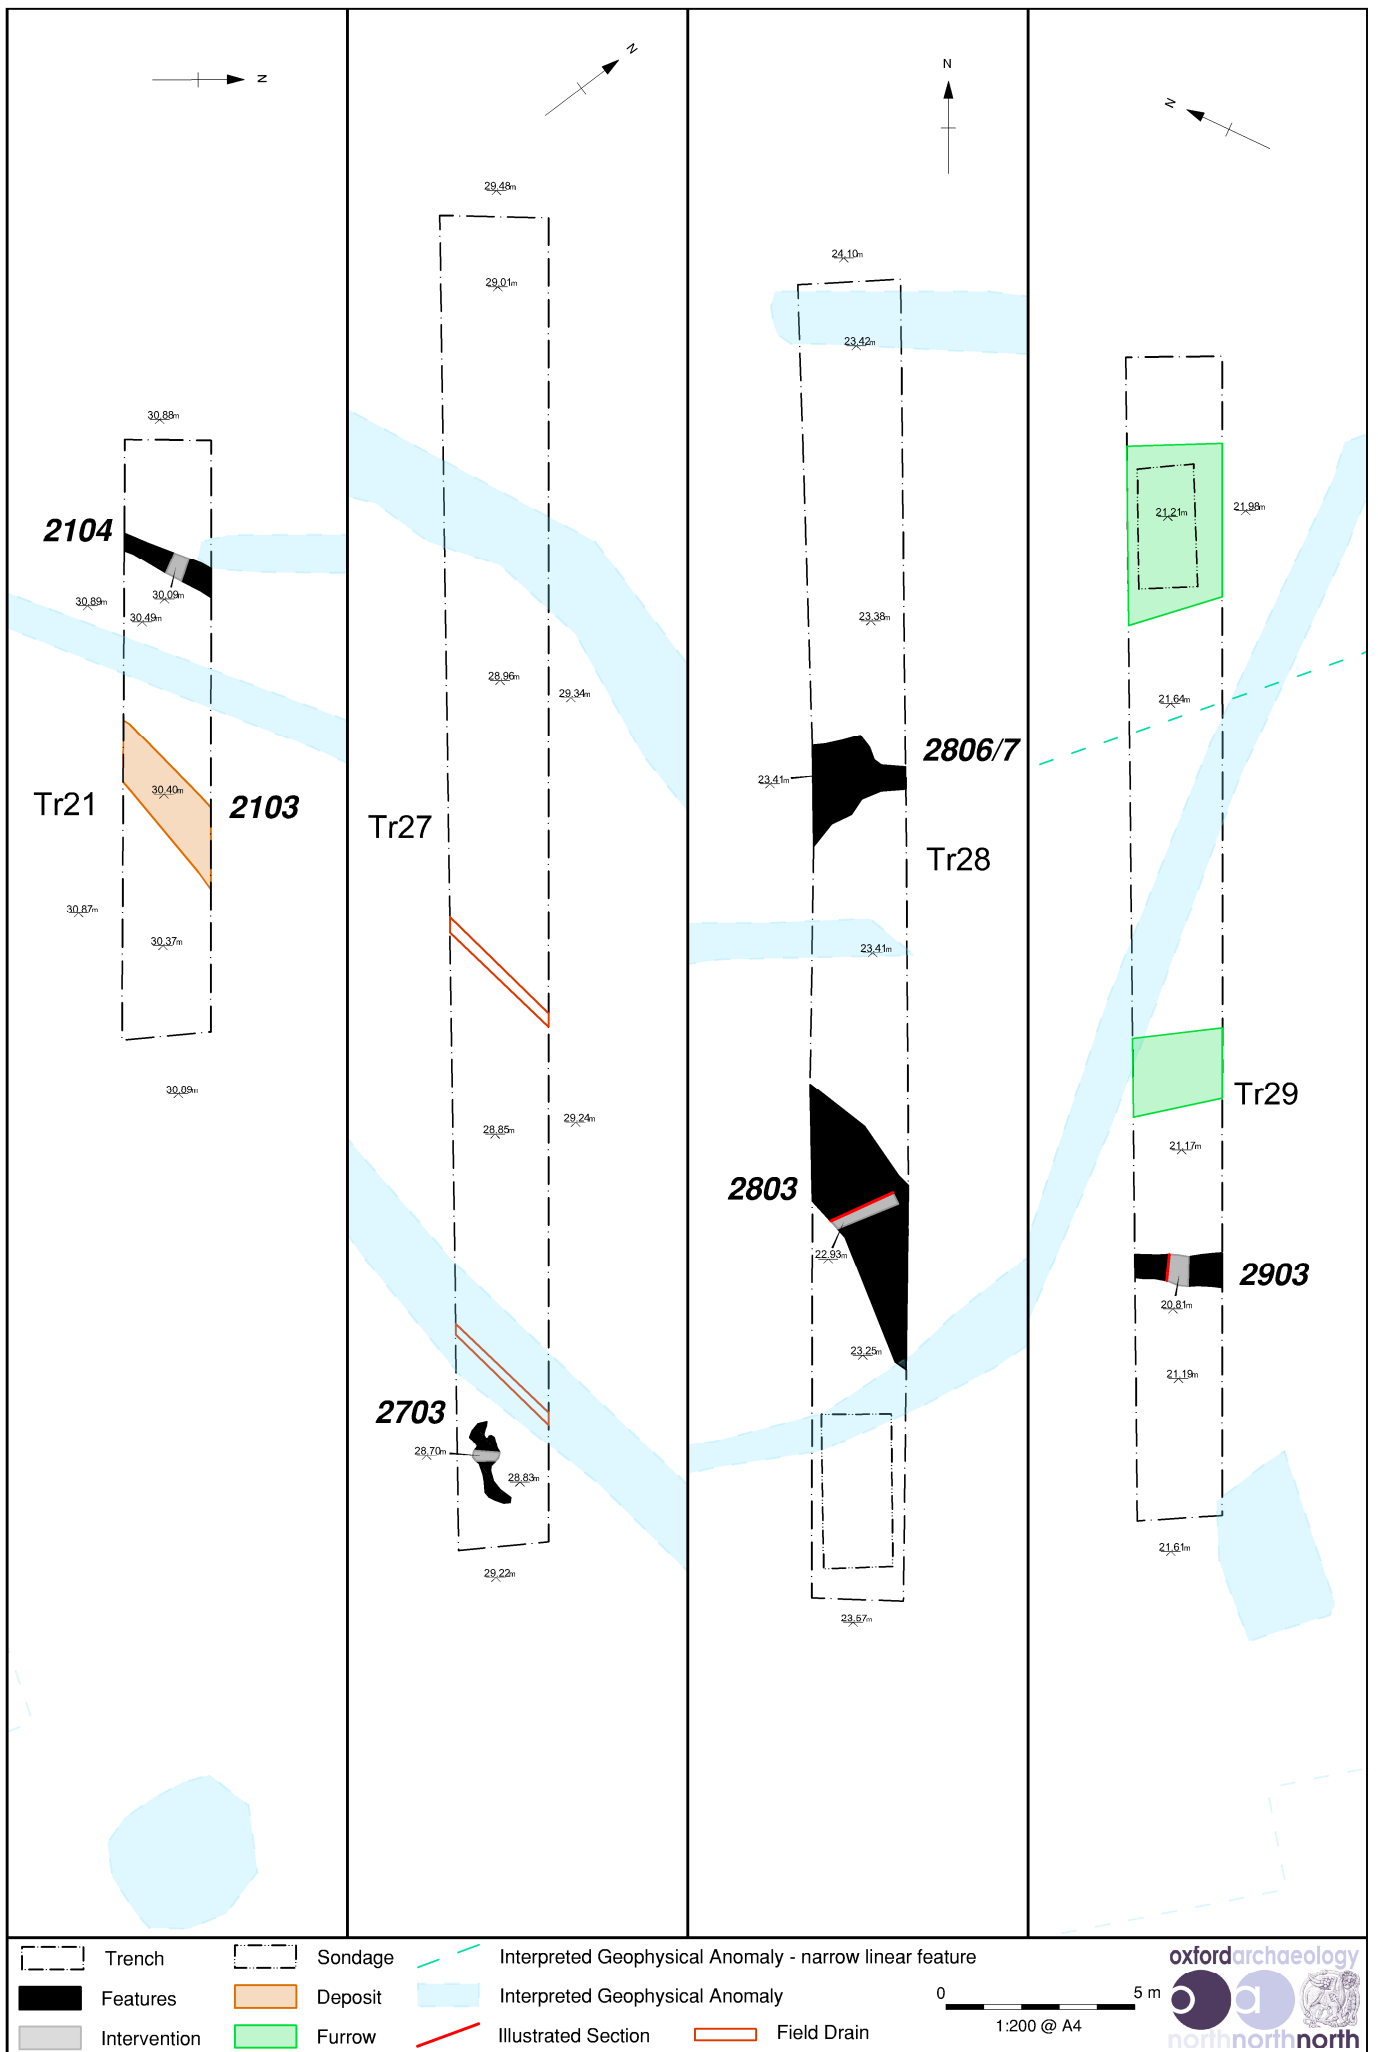 N
N
N
N
30.88m
2104
30.09m
30.89m
30.49m
30.40m
Tr21
2103
30.87m
30.37m
30.09m
29.48m
29.01m
28.96m
29.34m
Tr27
28.85m
29.24m
2703
28.70m
28.83m
29.22m
24.10m
23.42m
23.38m
2806/7
23.41m
Tr28
23.41m
2803
22.93m
23.25m
23.57m
21.21m
21.98m
21.64m
Tr29
21.17m
2903
20.81m
21.19m
21.61m
Trench
Sondage
Interpreted Geophysical Anomaly - narrow linear feature
Features
Deposit
Interpreted Geophysical Anomaly
Intervention
Furrow
Illustrated Section
Field Drain
0 5 m
1:200 @ A4
oxfordarchaeology
oa
northnorthnorth